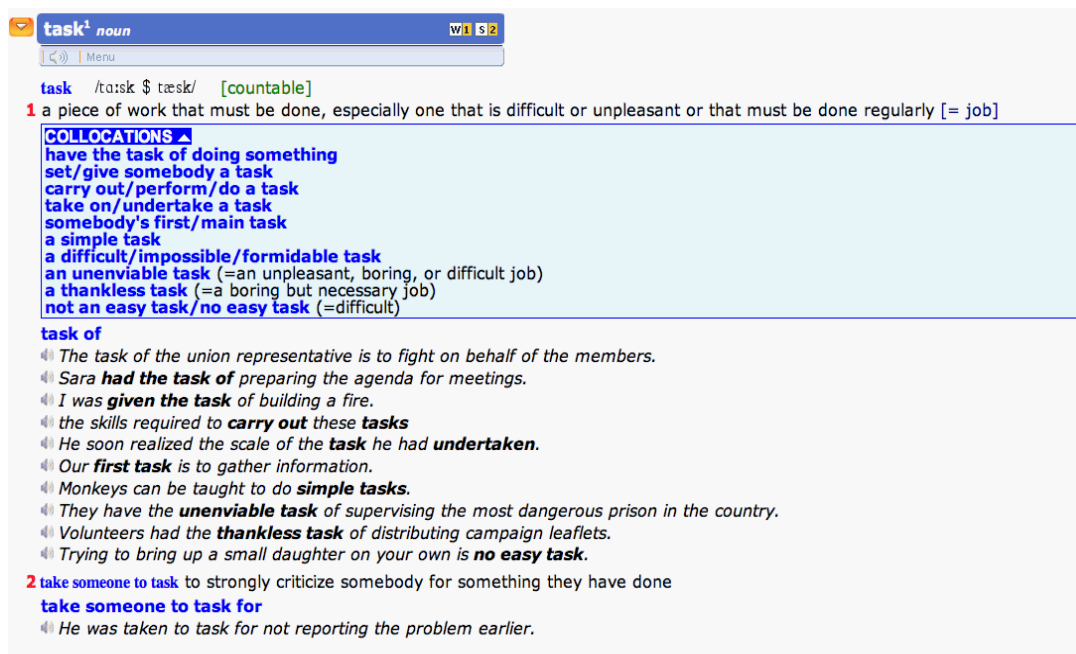 task¹ noun W1 S2
Menu
task /tɑːsk $ tæsk/ [countable]
1 a piece of work that must be done, especially one that is difficult or unpleasant or that must be done regularly [= job]
COLLOCATIONS
have the task of doing something
set/give somebody a task
carry out/perform/do a task
take on/undertake a task
somebody's first/main task
a simple task
a difficult/impossible/formidable task
an unenviable task (=an unpleasant, boring, or difficult job)
a thankless task (=a boring but necessary job)
not an easy task/no easy task (=difficult)
task of
The task of the union representative is to fight on behalf of the members.
Sara had the task of preparing the agenda for meetings.
I was given the task of building a fire.
the skills required to carry out these tasks
He soon realized the scale of the task he had undertaken.
Our first task is to gather information.
Monkeys can be taught to do simple tasks.
They have the unenviable task of supervising the most dangerous prison in the country.
Volunteers had the thankless task of distributing campaign leaflets.
Trying to bring up a small daughter on your own is no easy task.
2 take someone to task to strongly criticize somebody for something they have done
take someone to task for
He was taken to task for not reporting the problem earlier.